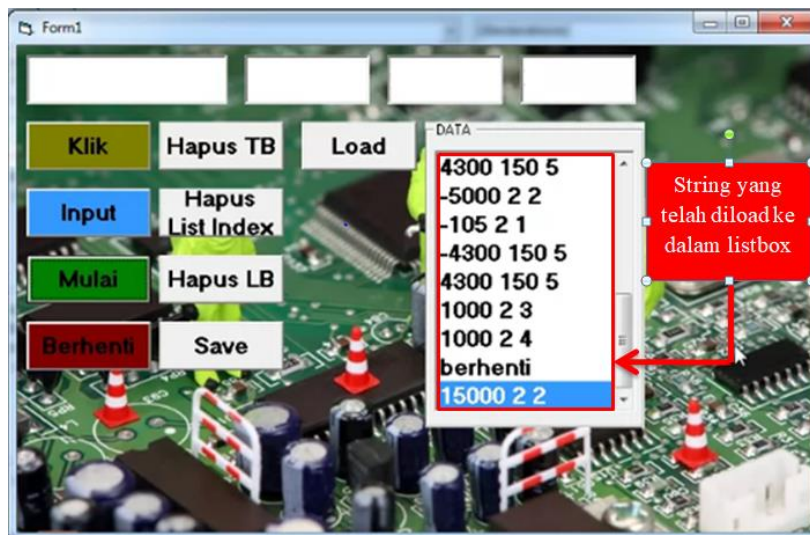 Form1
Klik
Hapus TB
Load
DATA
Input
Hapus
List Index
Mulai
Hapus LB
Berhenti
Save
4300 150 5
-5000 2 2
-105 2 1
-4300 150 5
4300 150 5
1000 2 3
1000 2 4
berhenti
15000 2 2
String yang
telah diload ke
dalam listbox